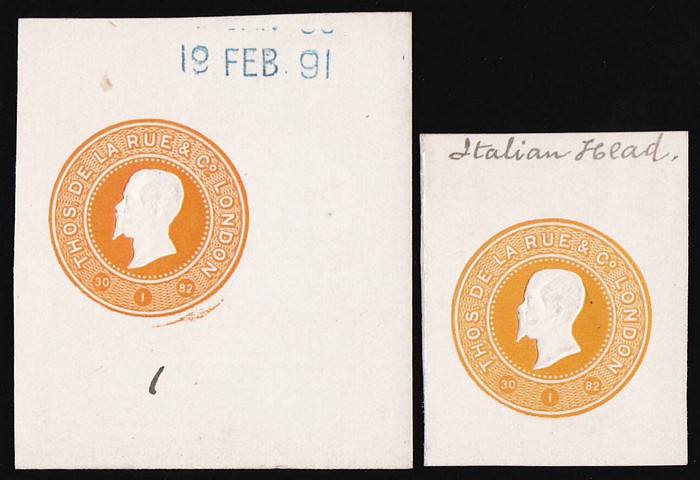 19 FEB 91
THOS. DE LA RUE & Co. LONDON
30 1 82
1
Italian Head.
THOS. DE LA RUE & Co. LONDON
30 1 82